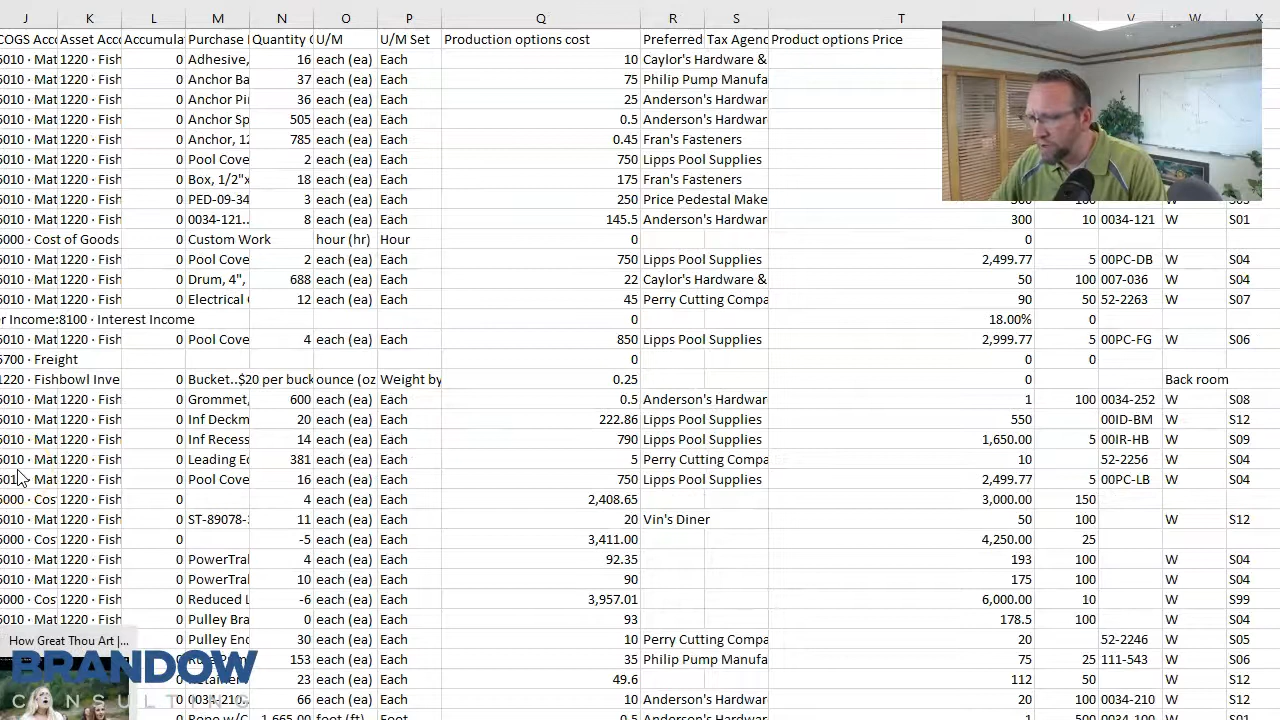 J K L M N O P Q R S T U V W X
COGS Acco Asset Acco Accumula Purchase Quantity U/M U/M Set Production options cost Preferred Tax Agenc Product options Price
5010 · Mat 1220 · Fish 0 Adhesive, 16 each (ea) Each 10 Caylor's Hardware &
5010 · Mat 1220 · Fish 0 Anchor Ba 37 each (ea) Each 75 Philip Pump Manufa
5010 · Mat 1220 · Fish 0 Anchor Pi 36 each (ea) Each 25 Anderson's Hardwar
5010 · Mat 1220 · Fish 0 Anchor Sp 505 each (ea) Each 0.5 Anderson's Hardwar
5010 · Mat 1220 · Fish 0 Anchor, 12 785 each (ea) Each 0.45 Fran's Fasteners
5010 · Mat 1220 · Fish 0 Pool Cove 2 each (ea) Each 750 Lipps Pool Supplies
5010 · Mat 1220 · Fish 0 Box, 1/2"x 18 each (ea) Each 175 Fran's Fasteners
5010 · Mat 1220 · Fish 0 PED-09-34 3 each (ea) Each 250 Price Pedestal Make
5010 · Mat 1220 · Fish 0 0034-121.. 8 each (ea) Each 145.5 Anderson's Hardwar 300 10 0034-121 W S01
5000 · Cost of Goods 0 Custom Work hour (hr) Hour 0 0
5010 · Mat 1220 · Fish 0 Pool Cove 2 each (ea) Each 750 Lipps Pool Supplies 2,499.77 5 00PC-DB W S04
5010 · Mat 1220 · Fish 0 Drum, 4", 688 each (ea) Each 22 Caylor's Hardware & 50 100 007-036 W S04
5010 · Mat 1220 · Fish 0 Electrical 12 each (ea) Each 45 Perry Cutting Compa 90 50 52-2263 W S07
r Income:8100 · Interest Income 0 18.00% 0
5010 · Mat 1220 · Fish 0 Pool Cove 4 each (ea) Each 850 Lipps Pool Supplies 2,999.77 5 00PC-FG W S06
5700 · Freight 0 0 0
1220 · Fishbowl Inve 0 Bucket..$20 per buck ounce (oz Weight by 0.25 0 Back room
5010 · Mat 1220 · Fish 0 Grommet, 600 each (ea) Each 0.5 Anderson's Hardwar 1 100 0034-252 W S08
5010 · Mat 1220 · Fish 0 Inf Deckm 20 each (ea) Each 222.86 Lipps Pool Supplies 550 00ID-BM W S12
5010 · Mat 1220 · Fish 0 Inf Recess 14 each (ea) Each 790 Lipps Pool Supplies 1,650.00 5 00IR-HB W S09
5010 · Mat 1220 · Fish 0 Leading Ed 381 each (ea) Each 5 Perry Cutting Compa 10 52-2256 W S04
5010 · Mat 1220 · Fish 0 Pool Cove 16 each (ea) Each 750 Lipps Pool Supplies 2,499.77 5 00PC-LB W S04
5000 · Cos 1220 · Fish 0 4 each (ea) Each 2,408.65 3,000.00 150
5010 · Mat 1220 · Fish 0 ST-89078- 11 each (ea) Each 20 Vin's Diner 50 100 W S12
5000 · Cos 1220 · Fish 0 -5 each (ea) Each 3,411.00 4,250.00 25
5010 · Mat 1220 · Fish 0 PowerTra 4 each (ea) Each 92.35 193 100 W S04
5010 · Mat 1220 · Fish 0 PowerTra 10 each (ea) Each 90 175 100 W S04
5000 · Cos 1220 · Fish 0 Reduced L -6 each (ea) Each 3,957.01 6,000.00 10 W S99
5010 · Mat 1220 · Fish 0 Pulley Bra 0 each (ea) Each 93 178.5 100 W S04
How Great Thou Art |... 0 Pulley End 30 each (ea) Each 10 Perry Cutting Compa 20 52-2246 W S05
153 each (ea) Each 35 Philip Pump Manufa 75 25 111-543 W S06
BRANDOW
23 each (ea) Each 49.6 112 50 W S12
0 0034-210 66 each (ea) Each 10 Anderson's Hardwar 20 100 0034-210 W S12
CONSULTING
Rope w/C 1,665.00 foot (ft) Foot 0.5 Anderson's Hardwar 1 500 0034-100 W S01